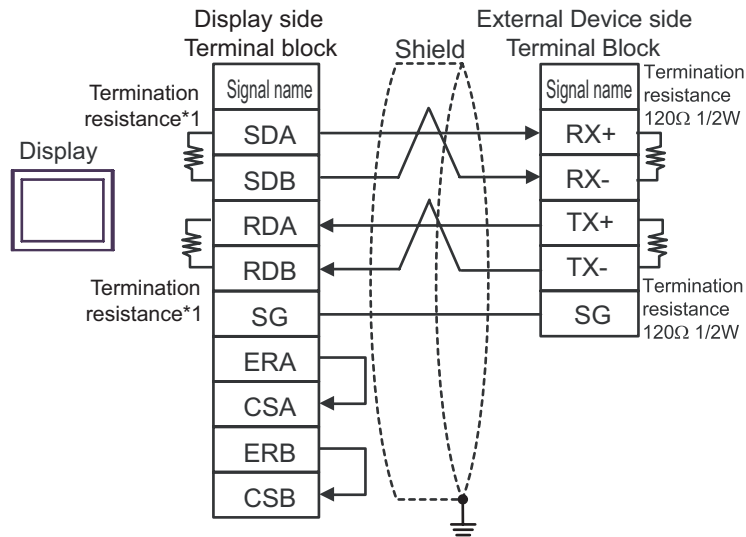 Display side
Terminal block
External Device side
Terminal Block
Shield
Termination
resistance*1
Display
Termination
resistance*1
Signal name
SDA
SDB
RDA
RDB
SG
ERA
CSA
ERB
CSB
Signal name
RX+
RX-
TX+
TX-
SG
Termination
resistance
120Ω 1/2W
Termination
resistance
120Ω 1/2W